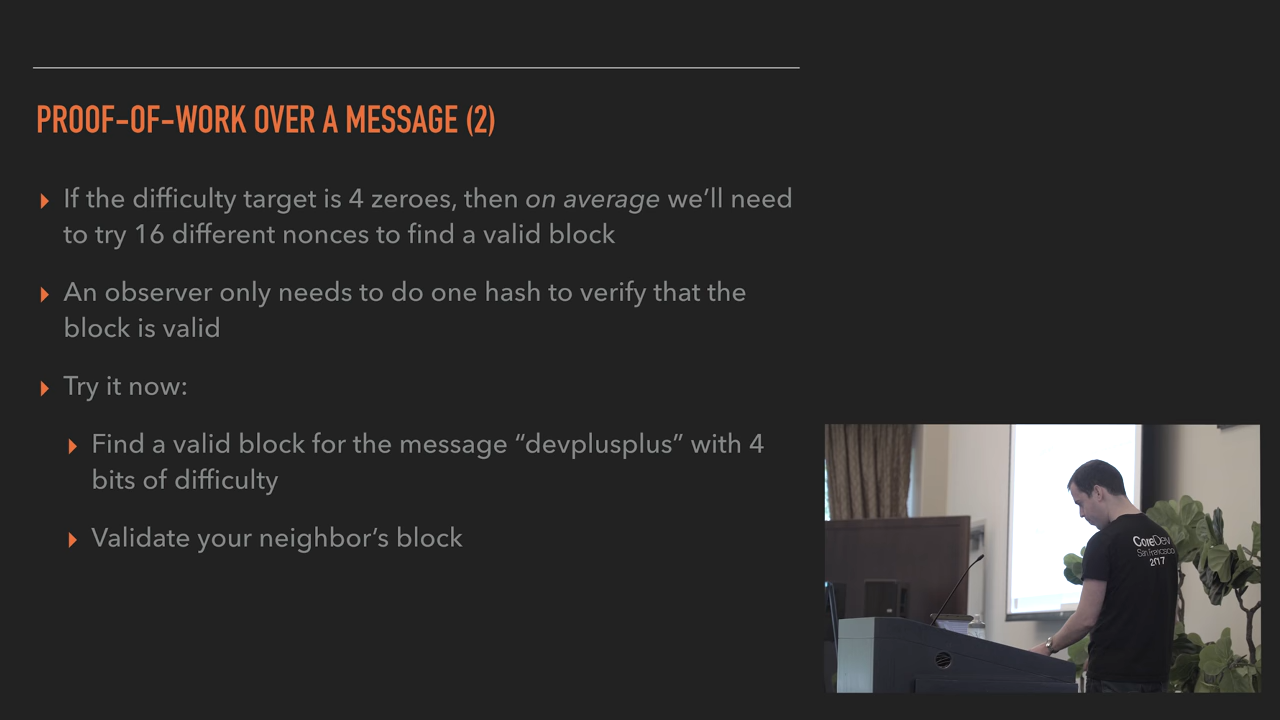 PROOF-OF-WORK OVER A MESSAGE (2)
If the difficulty target is 4 zeroes, then on average we’ll need
to try 16 different nonces to find a valid block
An observer only needs to do one hash to verify that the
block is valid
Try it now:
Find a valid block for the message “devplusplus” with 4
bits of difficulty
Validate your neighbor’s block
CoreDev
San Francisco
2017